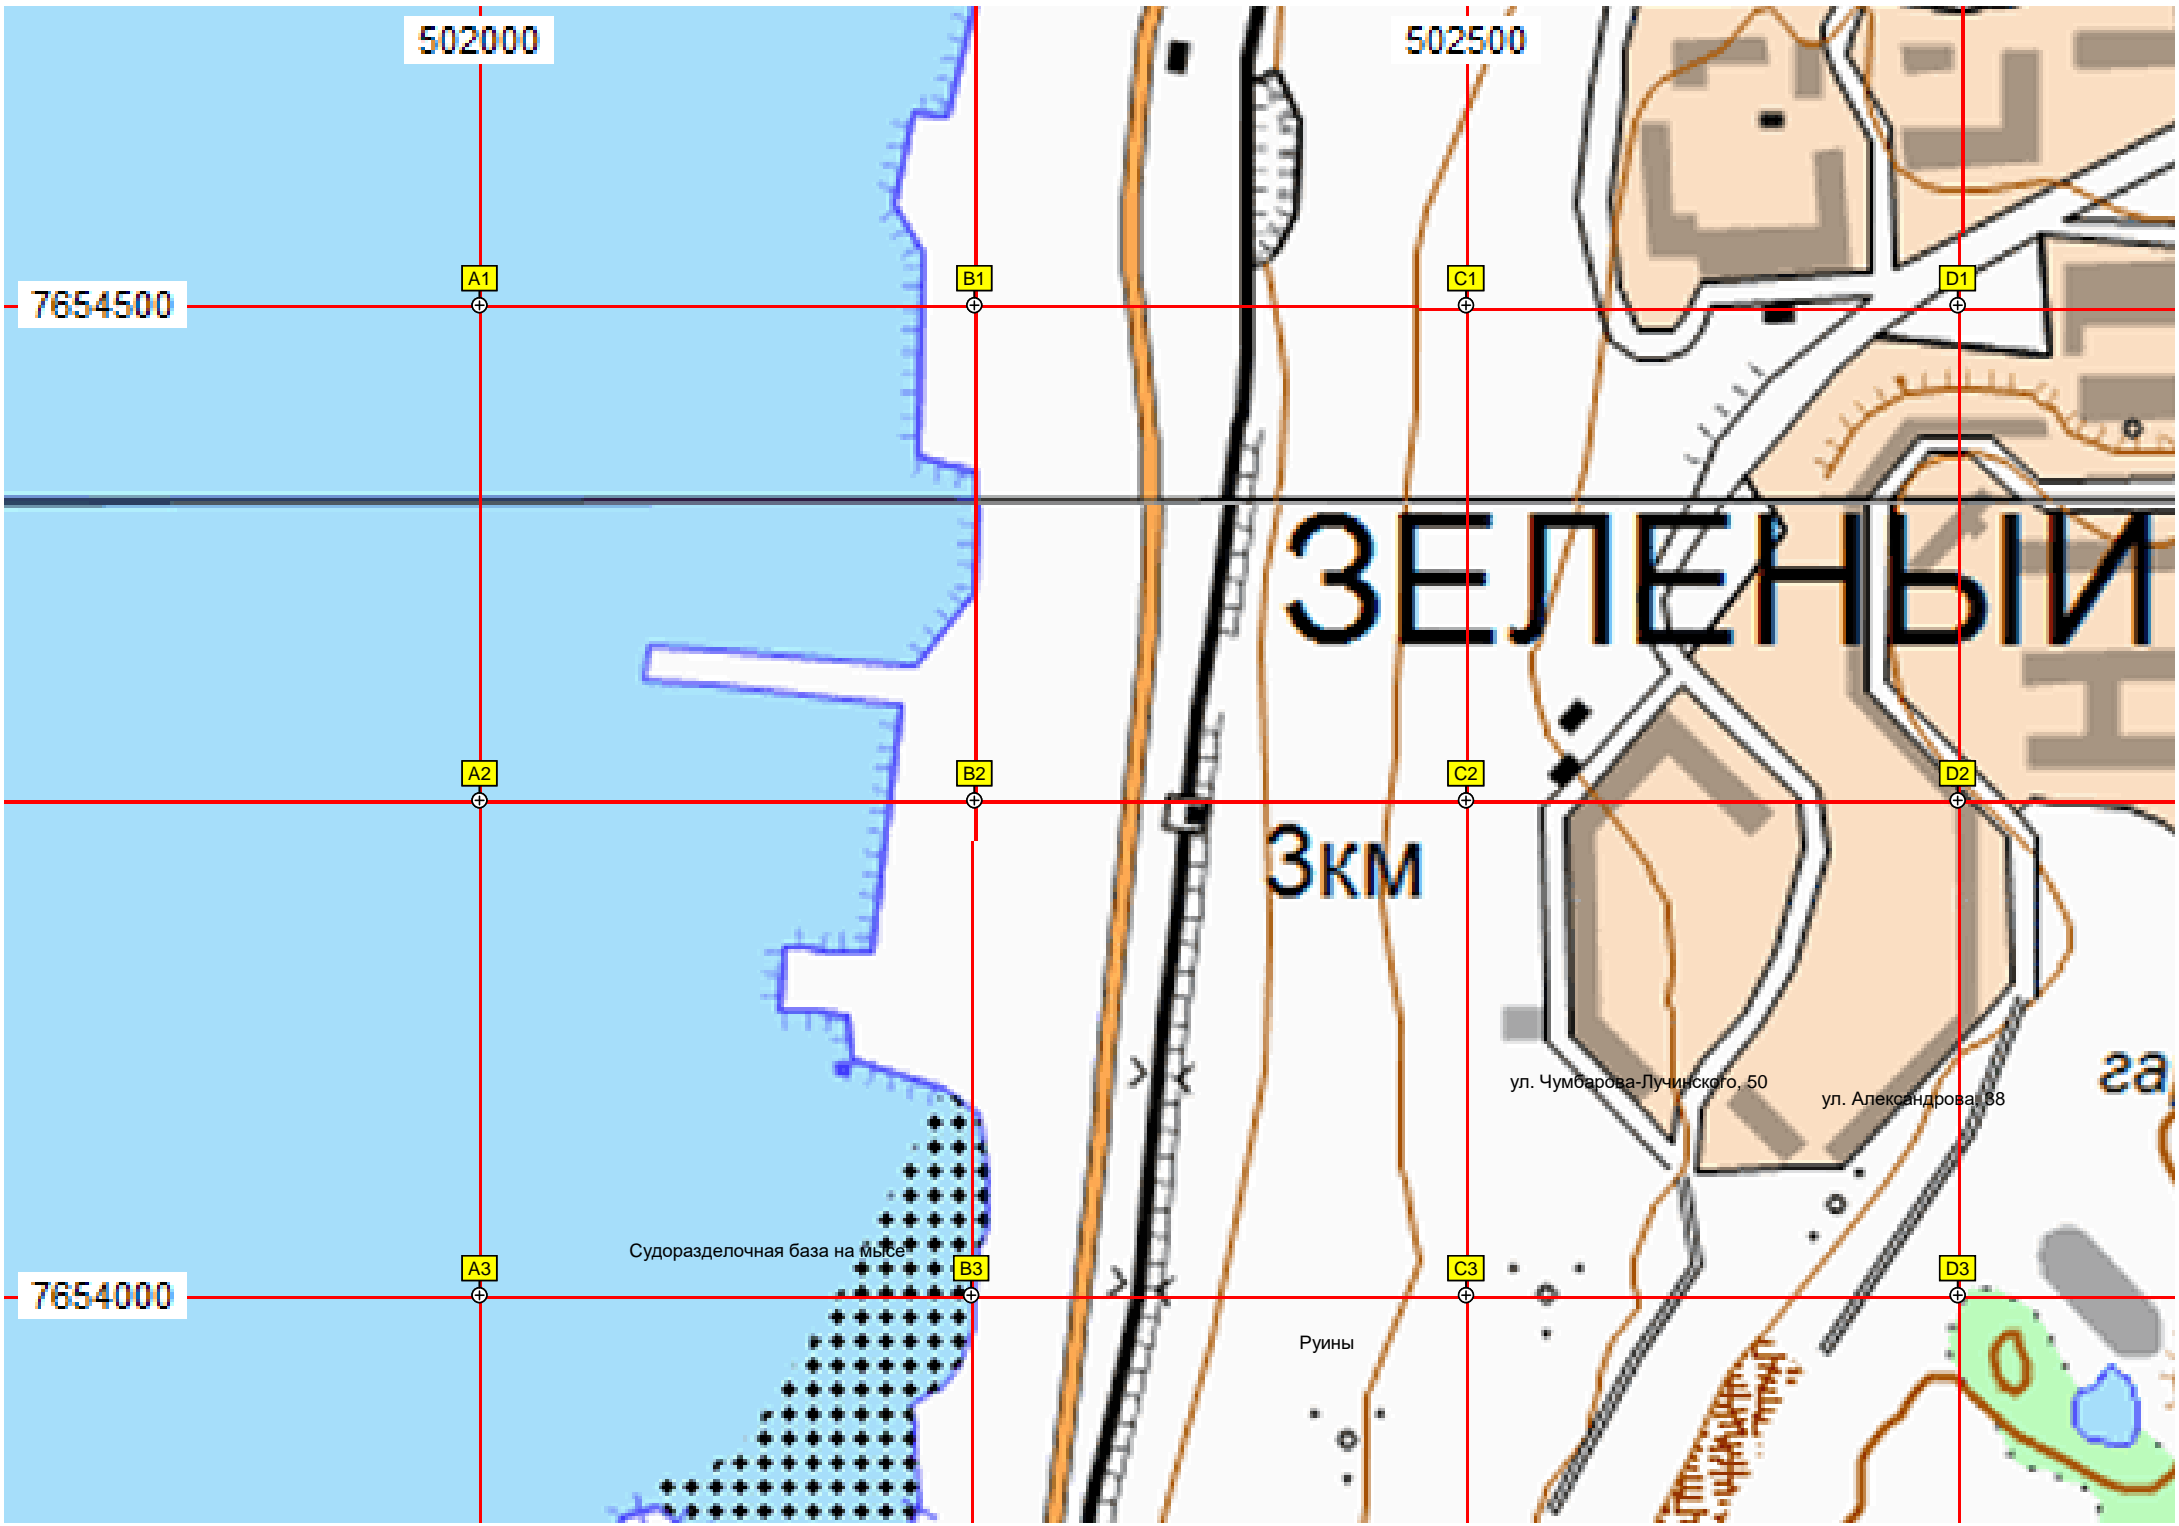 502000
502500
A1
B1
C1
D1
7654500
ЗЕЛЕНЫЙ
A2
B2
C2
D2
3км
га
ул. Чумбарова-Лучинского, 50
ул. Александрова, 38
Судоразделочная база на мысе
A3
B3
C3
D3
7654000
Руины